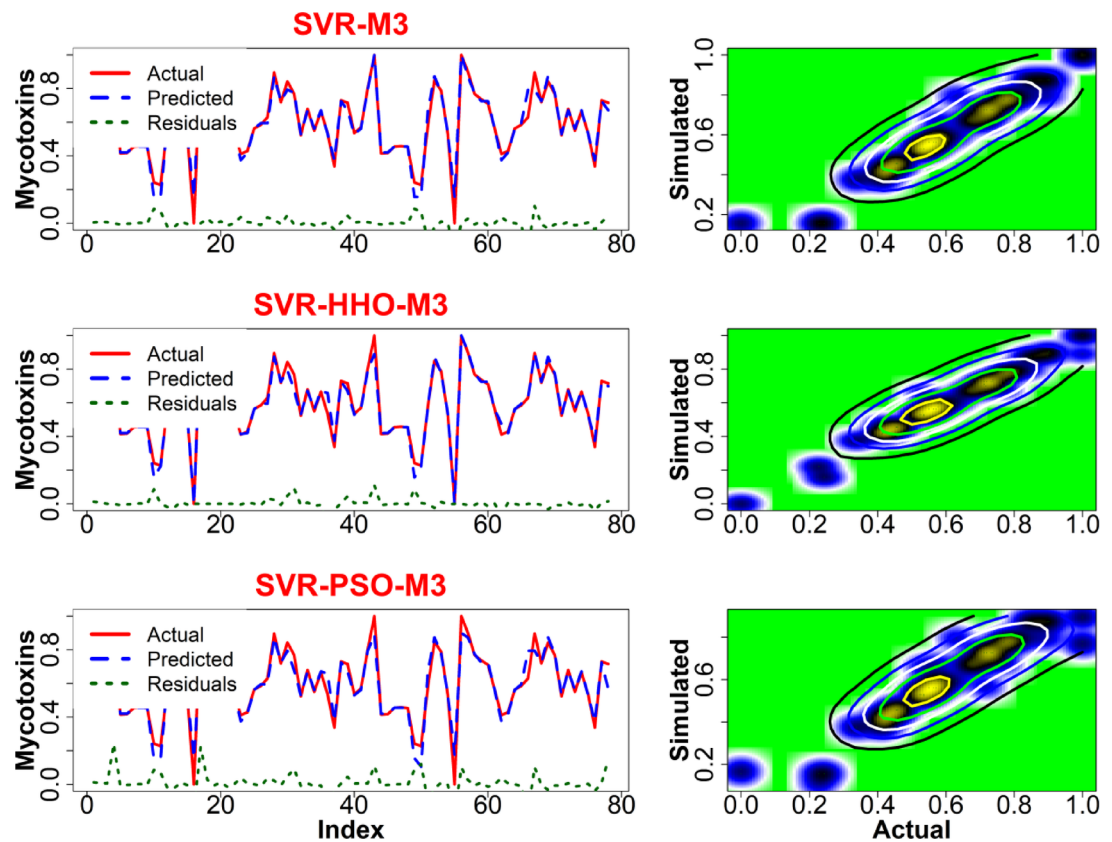 SVR-M3
Mycotoxins
0.0 0.4 0.8
Actual
Predicted
Residuals
0 20 40 60 80
Simulated
0.2 0.6 1.0
0.0 0.2 0.4 0.6 0.8 1.0
SVR-HHO-M3
Mycotoxins
0.0 0.4 0.8
Actual
Predicted
Residuals
0 20 40 60 80
Simulated
0.0 0.4 0.8
0.0 0.2 0.4 0.6 0.8 1.0
SVR-PSO-M3
Mycotoxins
0.0 0.4 0.8
Actual
Predicted
Residuals
0 20 40 60 80
Index
Simulated
0.2 0.6
0.0 0.2 0.4 0.6 0.8 1.0
Actual